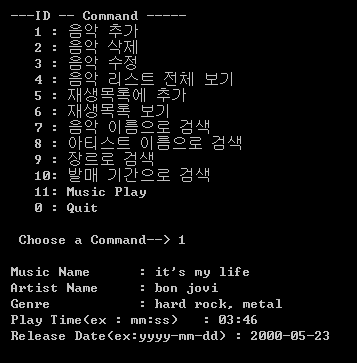 ---ID -- Command -----
1 : 음악 추가
2 : 음악 삭제
3 : 음악 수정
4 : 음악 리스트 전체 보기
5 : 재생목록에 추가
6 : 재생목록 보기
7 : 음악 이름으로 검색
8 : 아티스트 이름으로 검색
9 : 장르로 검색
10: 발매 기간으로 검색
11: Music Play
0 : Quit
Choose a Command--> 1
Music Name : it's my life
Artist Name : bon jovi
Genre : hard rock, metal
Play Time(ex : mm:ss) : 03:46
Release Date(ex:yyyy-mm-dd) : 2000-05-23